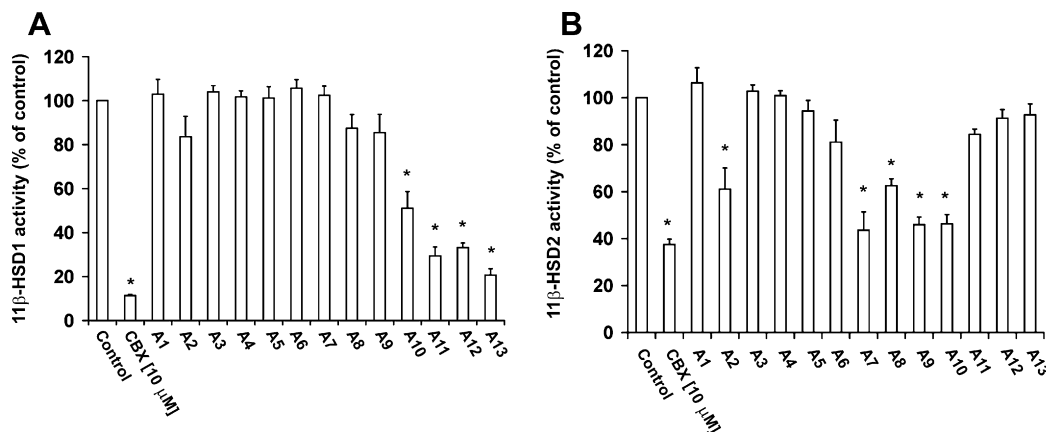 A
11β-HSD1 activity (% of control)
120
100
80
60
40
20
0
*
*
*
*
*
Control
CBX [10 μM]
A1
A2
A3
A4
A5
A6
A7
A8
A9
A10
A11
A12
A13
B
11β-HSD2 activity (% of control)
120
100
80
60
40
20
0
*
*
*
*
*
*
Control
CBX [10 μM]
A1
A2
A3
A4
A5
A6
A7
A8
A9
A10
A11
A12
A13